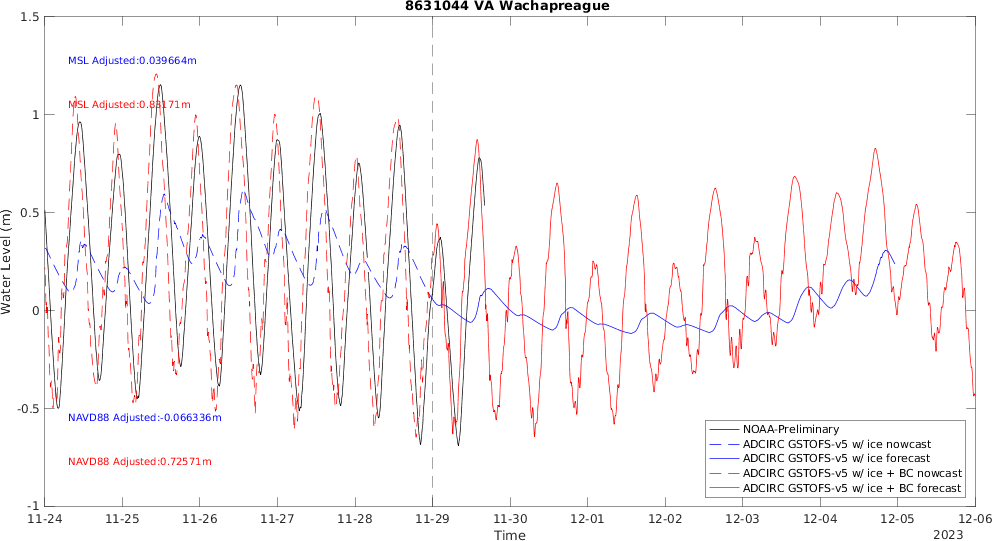 8631044 VA Wachapreague
1.5
1
0.5
0
-0.5
-1
Water Level (m)
MSL Adjusted:0.039664m
MSL Adjusted:0.83171m
NAVD88 Adjusted:-0.066336m
NAVD88 Adjusted:0.72571m
NOAA-Preliminary
ADCIRC GSTOFS-v5 w/ ice nowcast
ADCIRC GSTOFS-v5 w/ ice forecast
ADCIRC GSTOFS-v5 w/ ice + BC nowcast
ADCIRC GSTOFS-v5 w/ ice + BC forecast
11-24 11-25 11-26 11-27 11-28 11-29 11-30 12-01 12-02 12-03 12-04 12-05 12-06
Time
2023